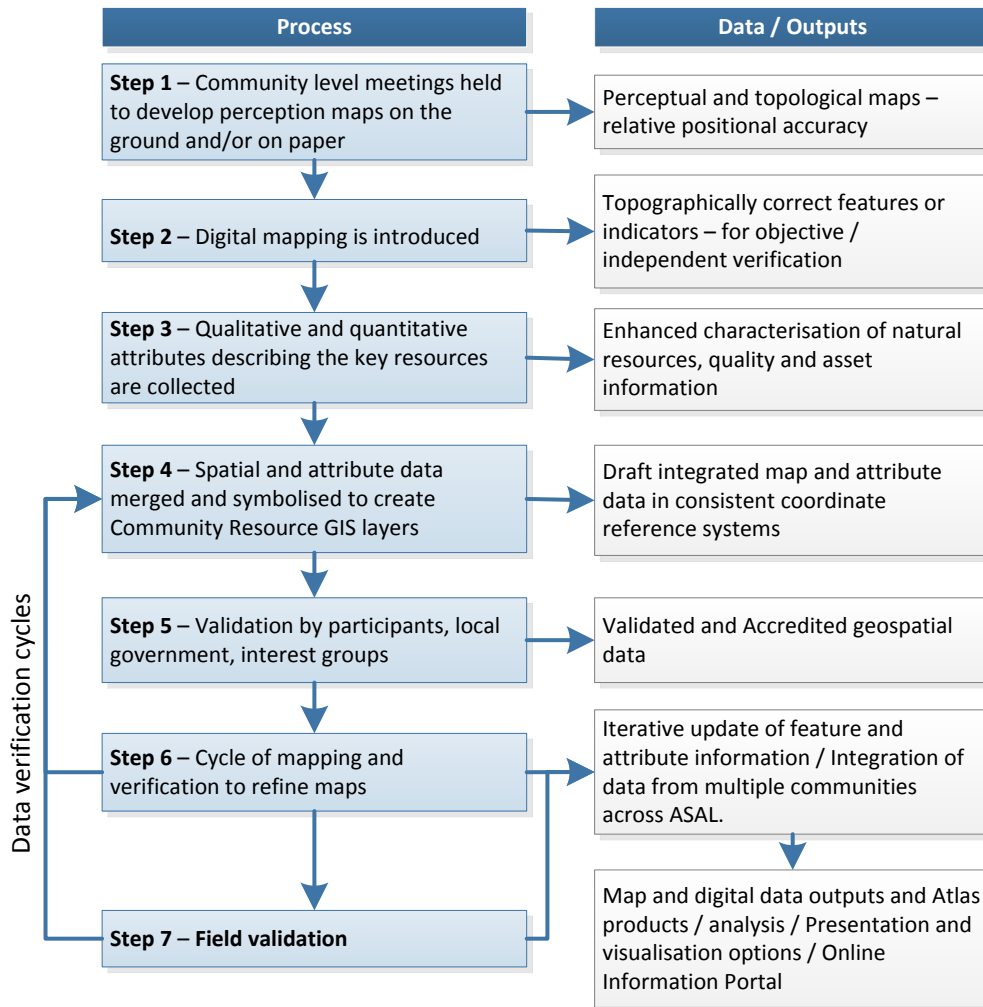 Process
Data / Outputs
Step 1 – Community level meetings held
to develop perception maps on the
ground and/or on paper
Perceptual and topological maps –
relative positional accuracy
Step 2 – Digital mapping is introduced
Topographically correct features or
indicators – for objective /
independent verification
Step 3 – Qualitative and quantitative
attributes describing the key resources
are collected
Enhanced characterisation of natural
resources, quality and asset
information
Step 4 – Spatial and attribute data
merged and symbolised to create
Community Resource GIS layers
Draft integrated map and attribute
data in consistent coordinate
reference systems
Step 5 – Validation by participants, local
government, interest groups
Validated and Accredited geospatial
data
Step 6 – Cycle of mapping and
verification to refine maps
Iterative update of feature and
attribute information / Integration of
data from multiple communities
across ASAL.
Step 7 – Field validation
Map and digital data outputs and Atlas
products / analysis / Presentation and
visualisation options / Online
Information Portal
Data verification cycles